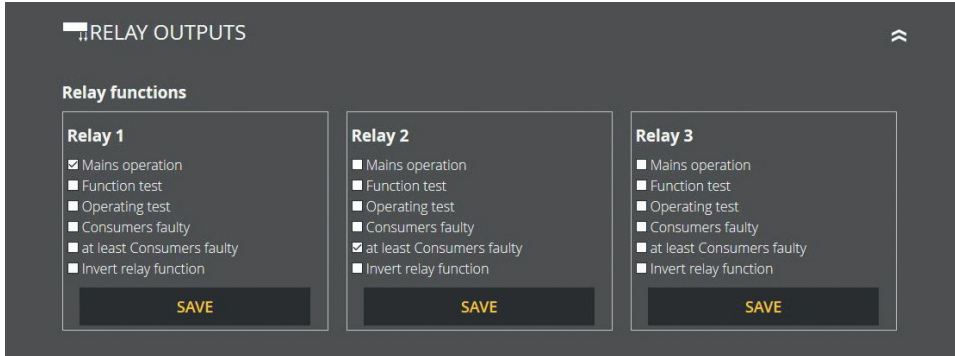 RELAY OUTPUTS
Relay functions
Relay 1
Mains operation
Function test
Operating test
Consumers faulty
at least Consumers faulty
Invert relay function
SAVE
Relay 2
Mains operation
Function test
Operating test
Consumers faulty
at least Consumers faulty
Invert relay function
SAVE
Relay 3
Mains operation
Function test
Operating test
Consumers faulty
at least Consumers faulty
Invert relay function
SAVE